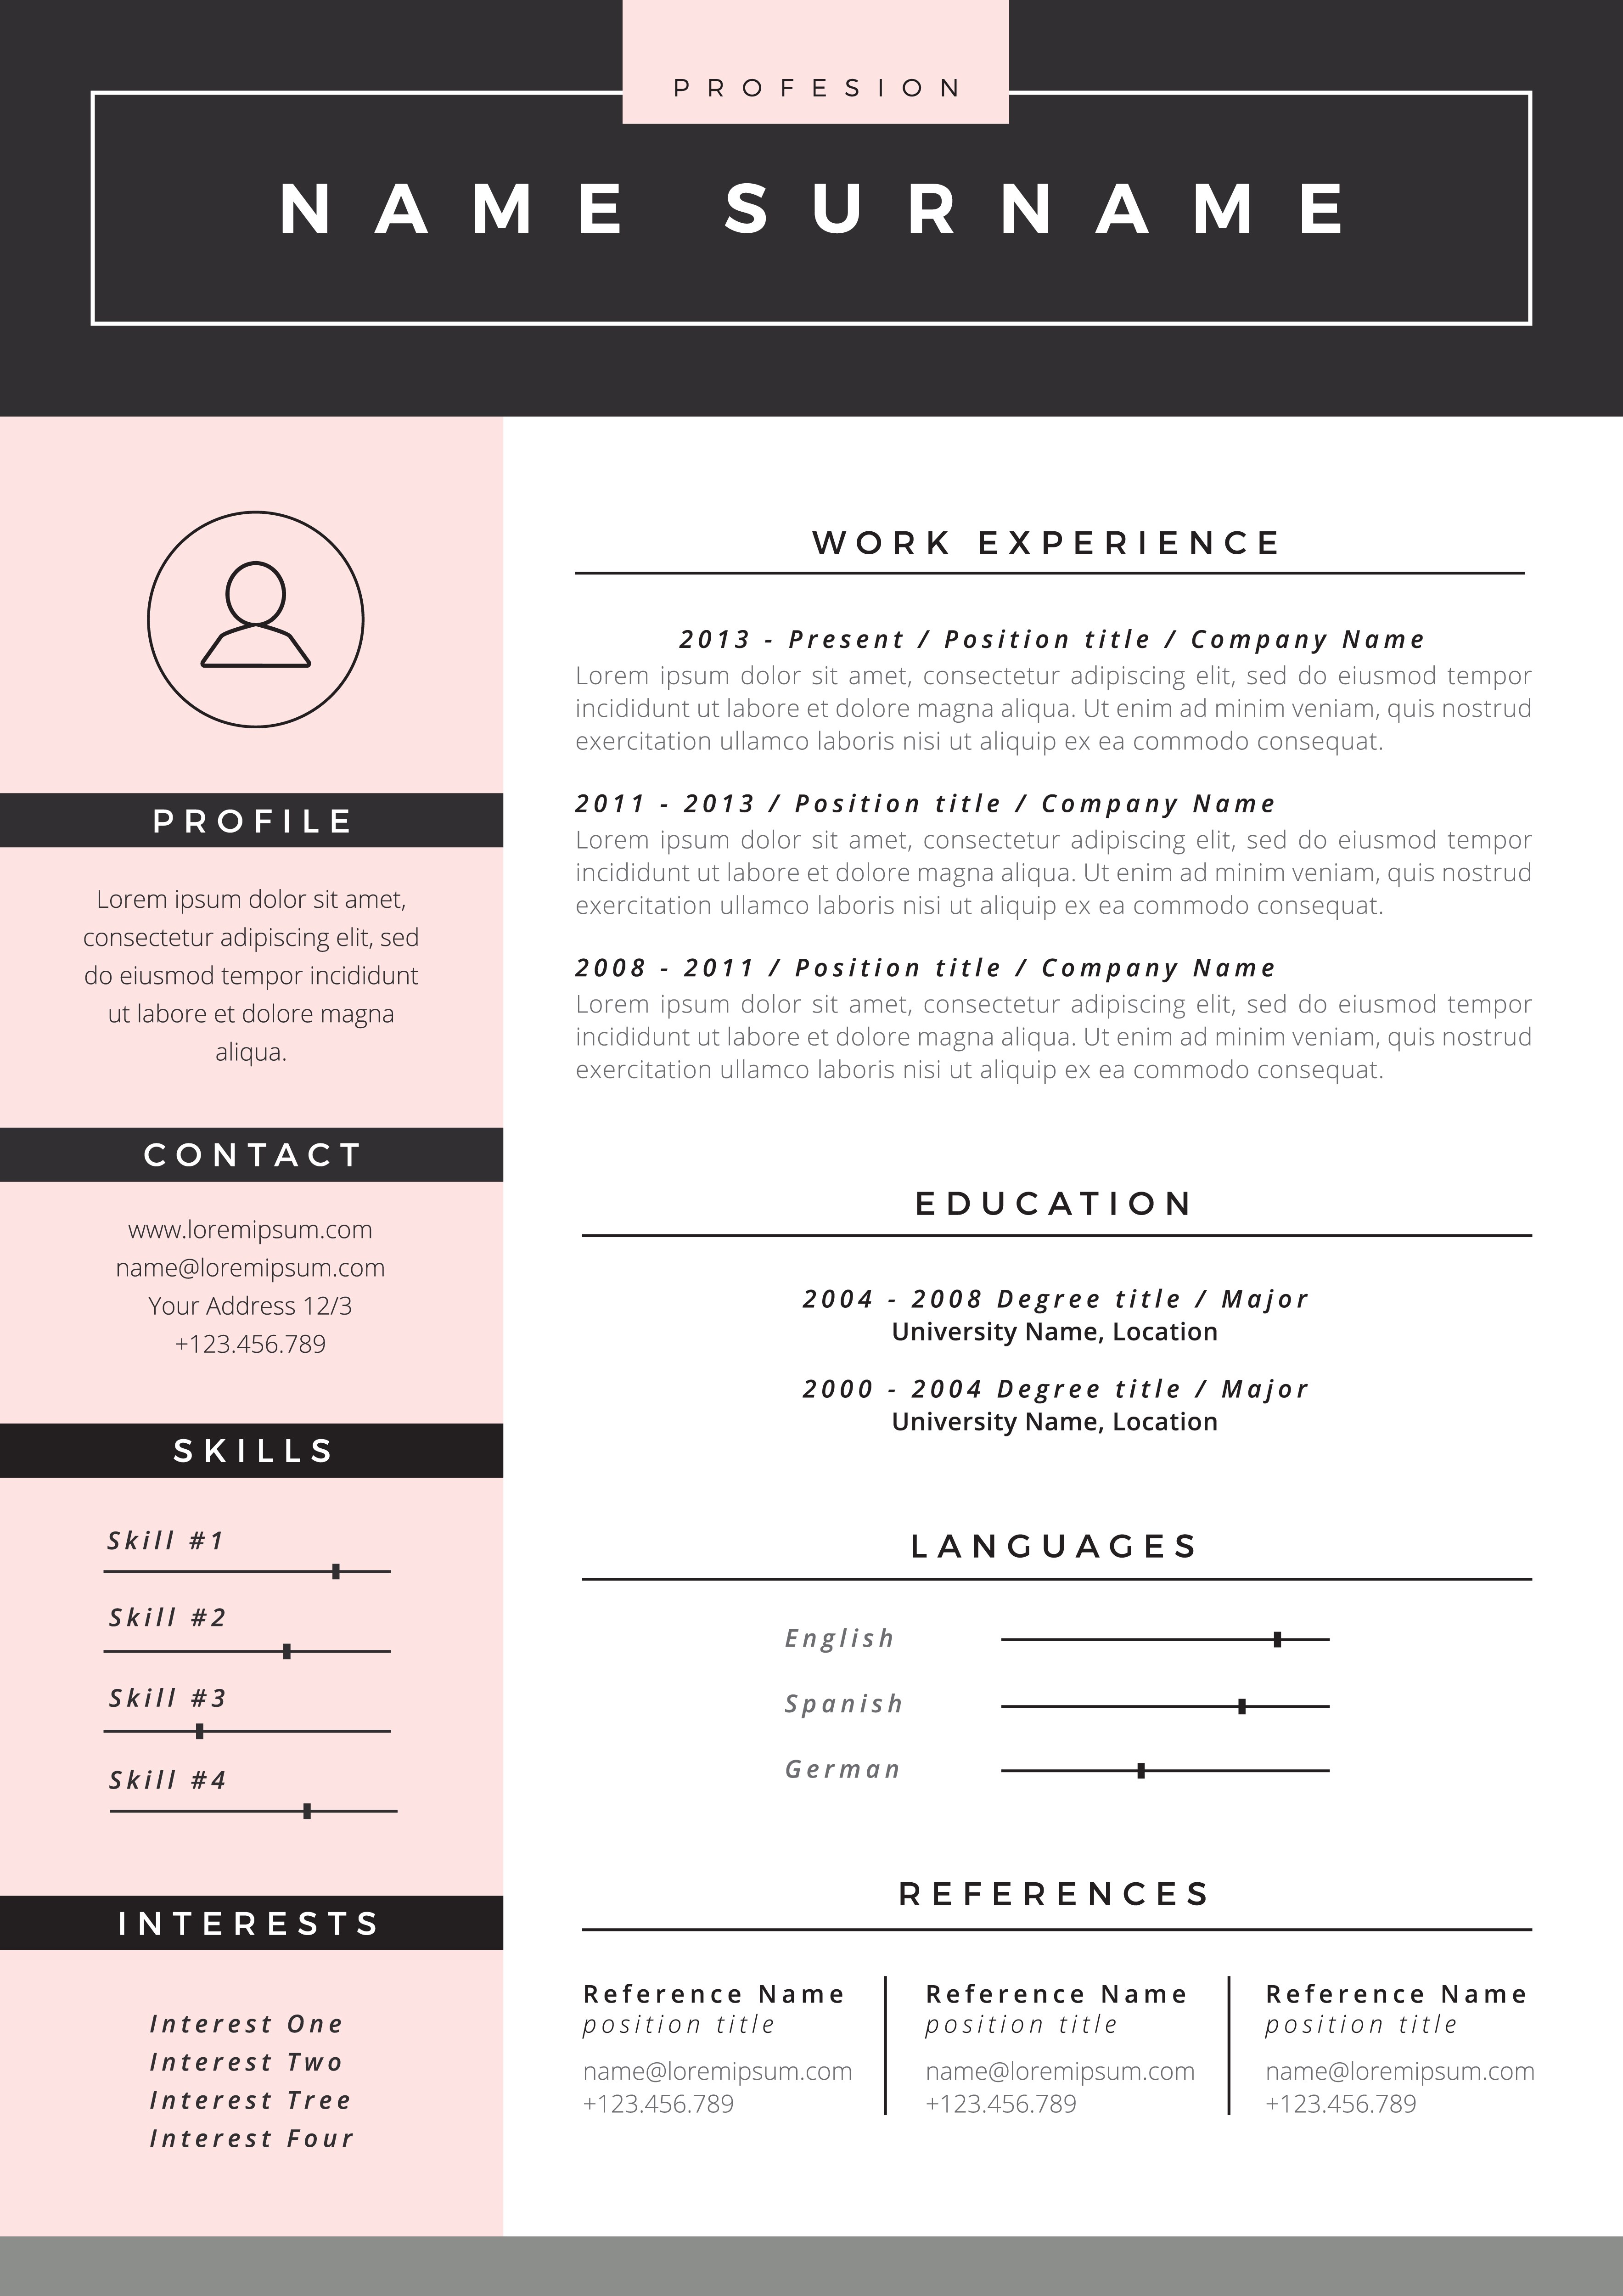 PROFESION
NAME SURNAME
PROFILE
Lorem ipsum dolor sit amet,
consectetur adipiscing elit, sed
do eiusmod tempor incididunt
ut labore et dolore magna
aliqua.
CONTACT
www.loremipsum.com
name@loremipsum.com
Your Address 12/3
+123.456.789
SKILLS
Skill #1
Skill #2
Skill #3
Skill #4
INTERESTS
Interest One
Interest Two
Interest Tree
Interest Four
WORK EXPERIENCE
2013 - Present / Position title / Company Name
Lorem ipsum dolor sit amet, consectetur adipiscing elit, sed do eiusmod tempor
incididunt ut labore et dolore magna aliqua. Ut enim ad minim veniam, quis nostrud
exercitation ullamco laboris nisi ut aliquip ex ea commodo consequat.
2011 - 2013 / Position title / Company Name
Lorem ipsum dolor sit amet, consectetur adipiscing elit, sed do eiusmod tempor
incididunt ut labore et dolore magna aliqua. Ut enim ad minim veniam, quis nostrud
exercitation ullamco laboris nisi ut aliquip ex ea commodo consequat.
2008 - 2011 / Position title / Company Name
Lorem ipsum dolor sit amet, consectetur adipiscing elit, sed do eiusmod tempor
incididunt ut labore et dolore magna aliqua. Ut enim ad minim veniam, quis nostrud
exercitation ullamco laboris nisi ut aliquip ex ea commodo consequat.
EDUCATION
2004 - 2008 Degree title / Major
University Name, Location
2000 - 2004 Degree title / Major
University Name, Location
LANGUAGES
English
Spanish
German
REFERENCES
Reference Name
position title
name@loremipsum.com
+123.456.789
Reference Name
position title
name@loremipsum.com
+123.456.789
Reference Name
position title
name@loremipsum.com
+123.456.789